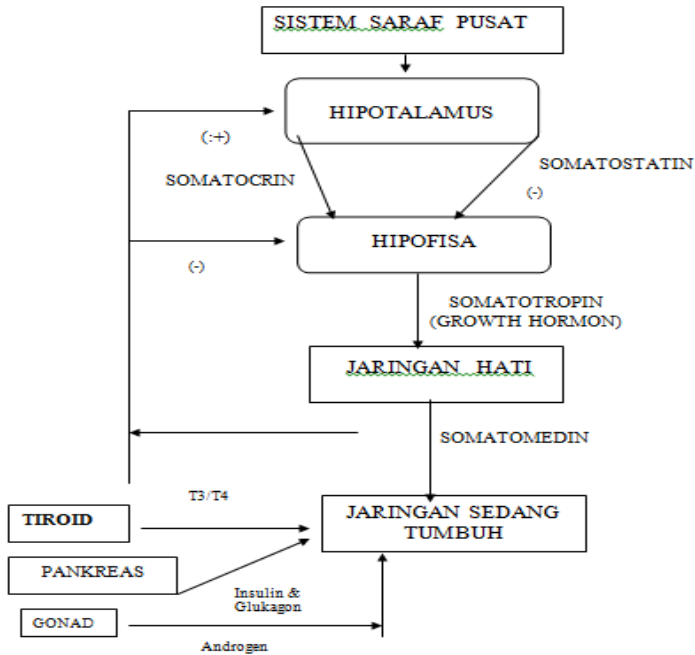 SISTEM SARAF PUSAT
HIPOTALAMUS
(:+)
SOMATOCRIN
SOMATOSTATIN
(-)
HIPOFISA
(-)
SOMATOTROPIN
(GROWTH HORMON)
JARINGAN HATI
SOMATOMEDIN
T3/T4
TIROID
JARINGAN SEDANG
TUMBUH
PANKREAS
Insulin &
Glukagon
GONAD
Androgen